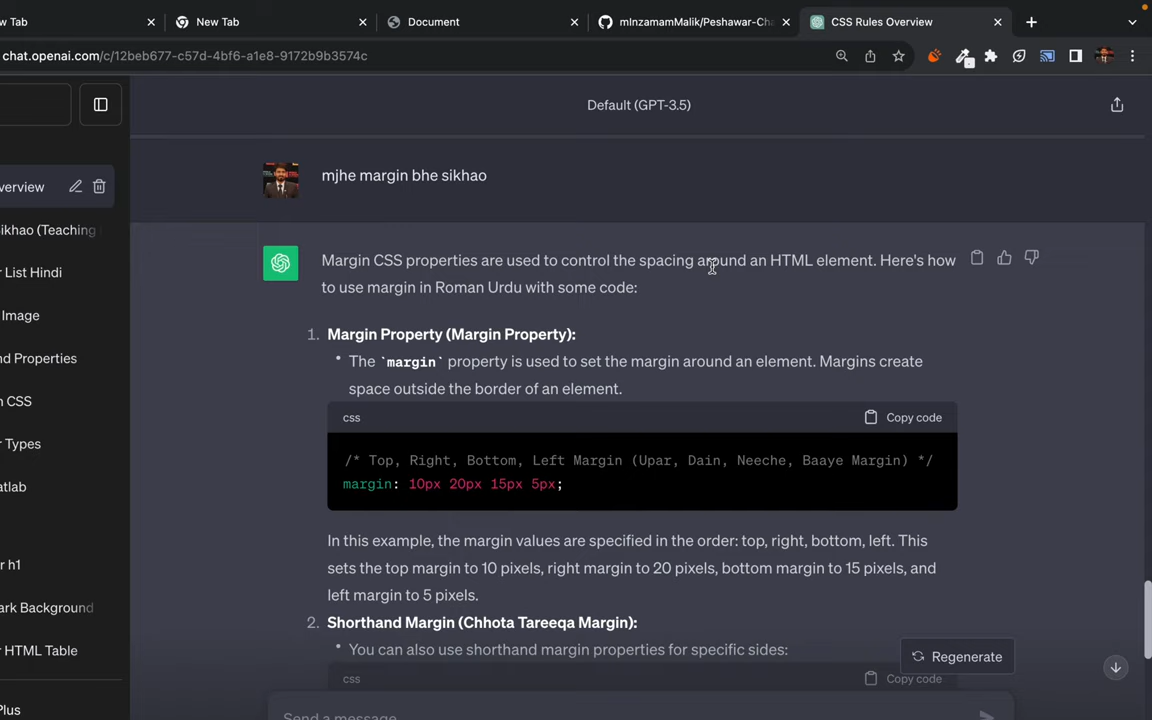 w Tab
New Tab
Document
mInzamamMalik/Peshawar-Cha
CSS Rules Overview
chat.openai.com/c/12beb677-c57d-4bf6-a1e8-9172b9b3574c
Default (GPT-3.5)
verview
ikhao (Teaching
r List Hindi
Image
nd Properties
n CSS
r Types
atlab
r h1
ark Background
r HTML Table
Plus
mjhe margin bhe sikhao
Margin CSS properties are used to control the spacing around an HTML element. Here's how
to use margin in Roman Urdu with some code:
1. Margin Property (Margin Property):
• The `margin` property is used to set the margin around an element. Margins create
space outside the border of an element.
css Copy code
/* Top, Right, Bottom, Left Margin (Upar, Dain, Neeche, Baaye Margin) */
margin: 10px 20px 15px 5px;
In this example, the margin values are specified in the order: top, right, bottom, left. This
sets the top margin to 10 pixels, right margin to 20 pixels, bottom margin to 15 pixels, and
left margin to 5 pixels.
2. Shorthand Margin (Chhota Tareeqa Margin):
• You can also use shorthand margin properties for specific sides:
Regenerate
css Copy code
Send a message